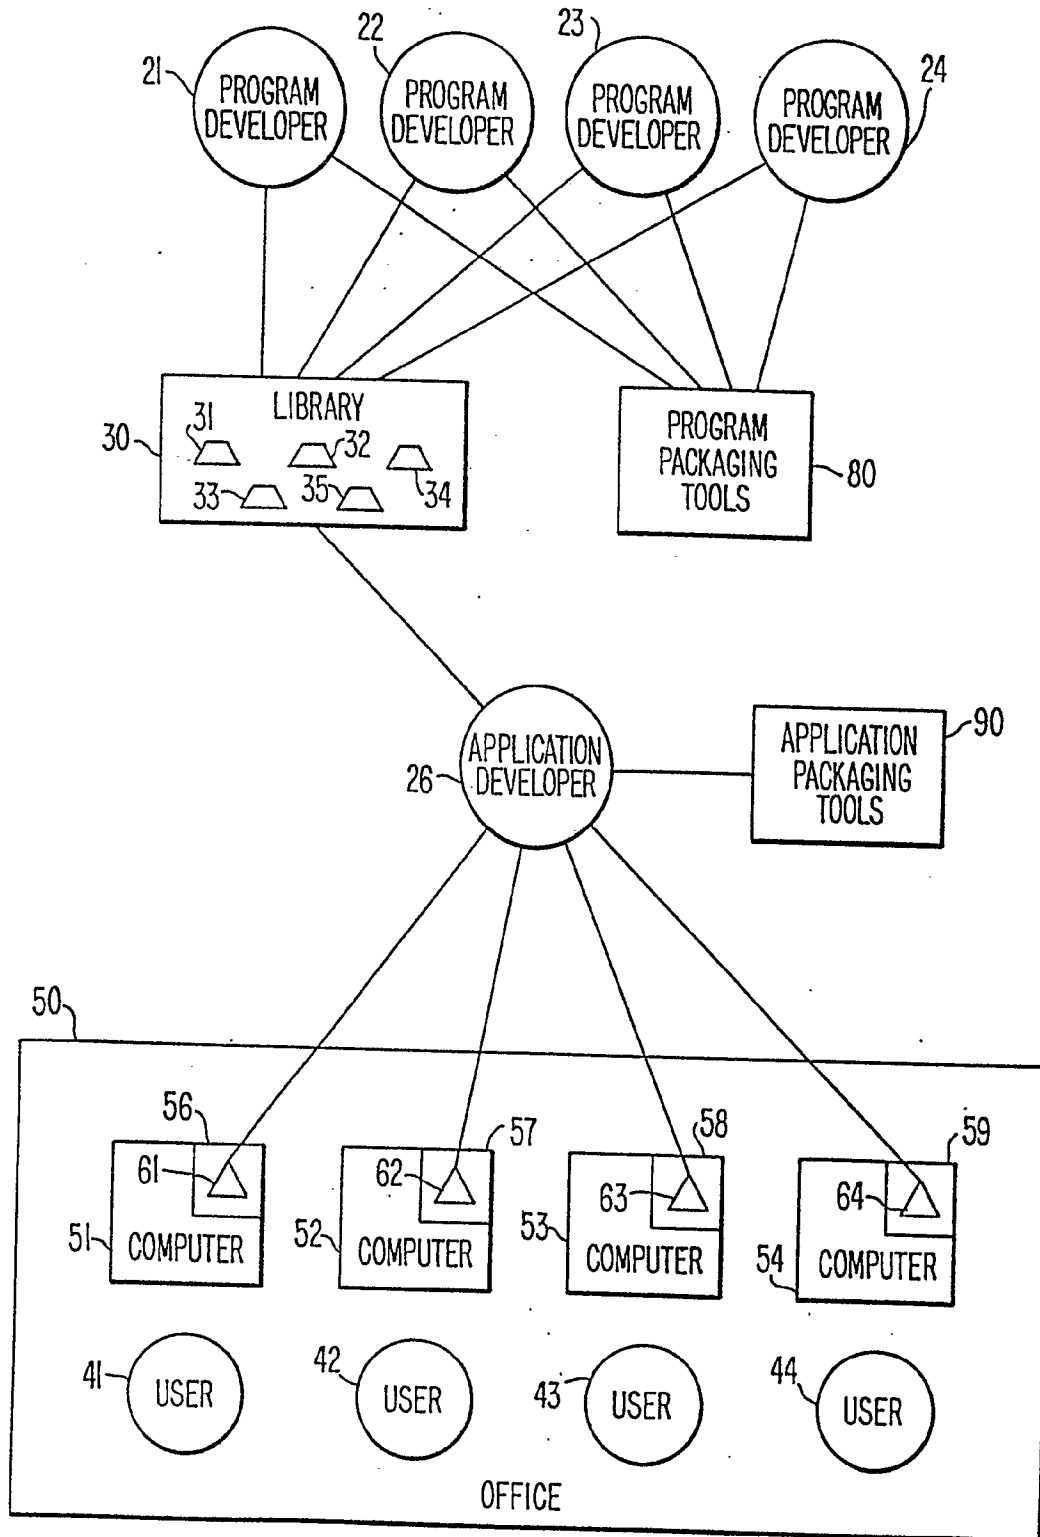 21
22
23
24
PROGRAM
DEVELOPER
PROGRAM
DEVELOPER
PROGRAM
DEVELOPER
PROGRAM
DEVELOPER
LIBRARY
30
31
32
34
33
35
PROGRAM
PACKAGING
TOOLS
80
APPLICATION
DEVELOPER
26
APPLICATION
PACKAGING
TOOLS
90
50
56
57
58
59
61
62
63
64
51
COMPUTER
52
COMPUTER
53
COMPUTER
54
COMPUTER
41
USER
42
USER
43
USER
44
USER
OFFICE